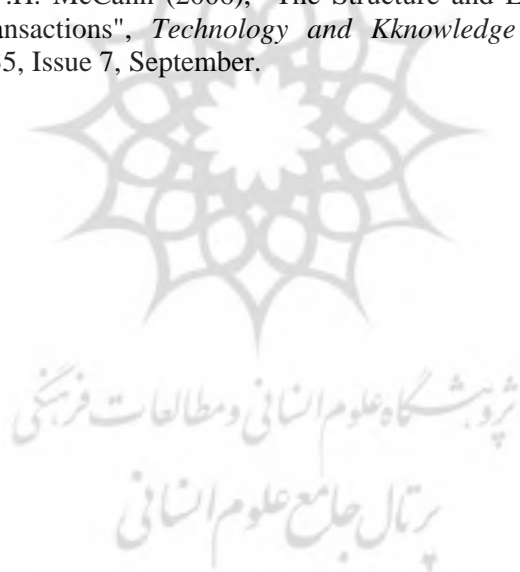 .H. McCann (2006), "The Structure and
ansactions", Technology and Kknowledge
35, Issue 7, September.
پژوهشگاه علوم انسانی و مطالعات فرهنگی
پرتال جامع علوم انسانی